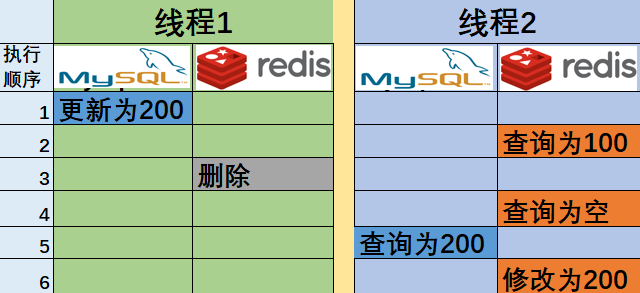 线程1 线程2
执行顺序 MySQL redis MySQL redis
1 更新为200
2 查询为100
3 删除
4 查询为空
5 查询为200
6 修改为200